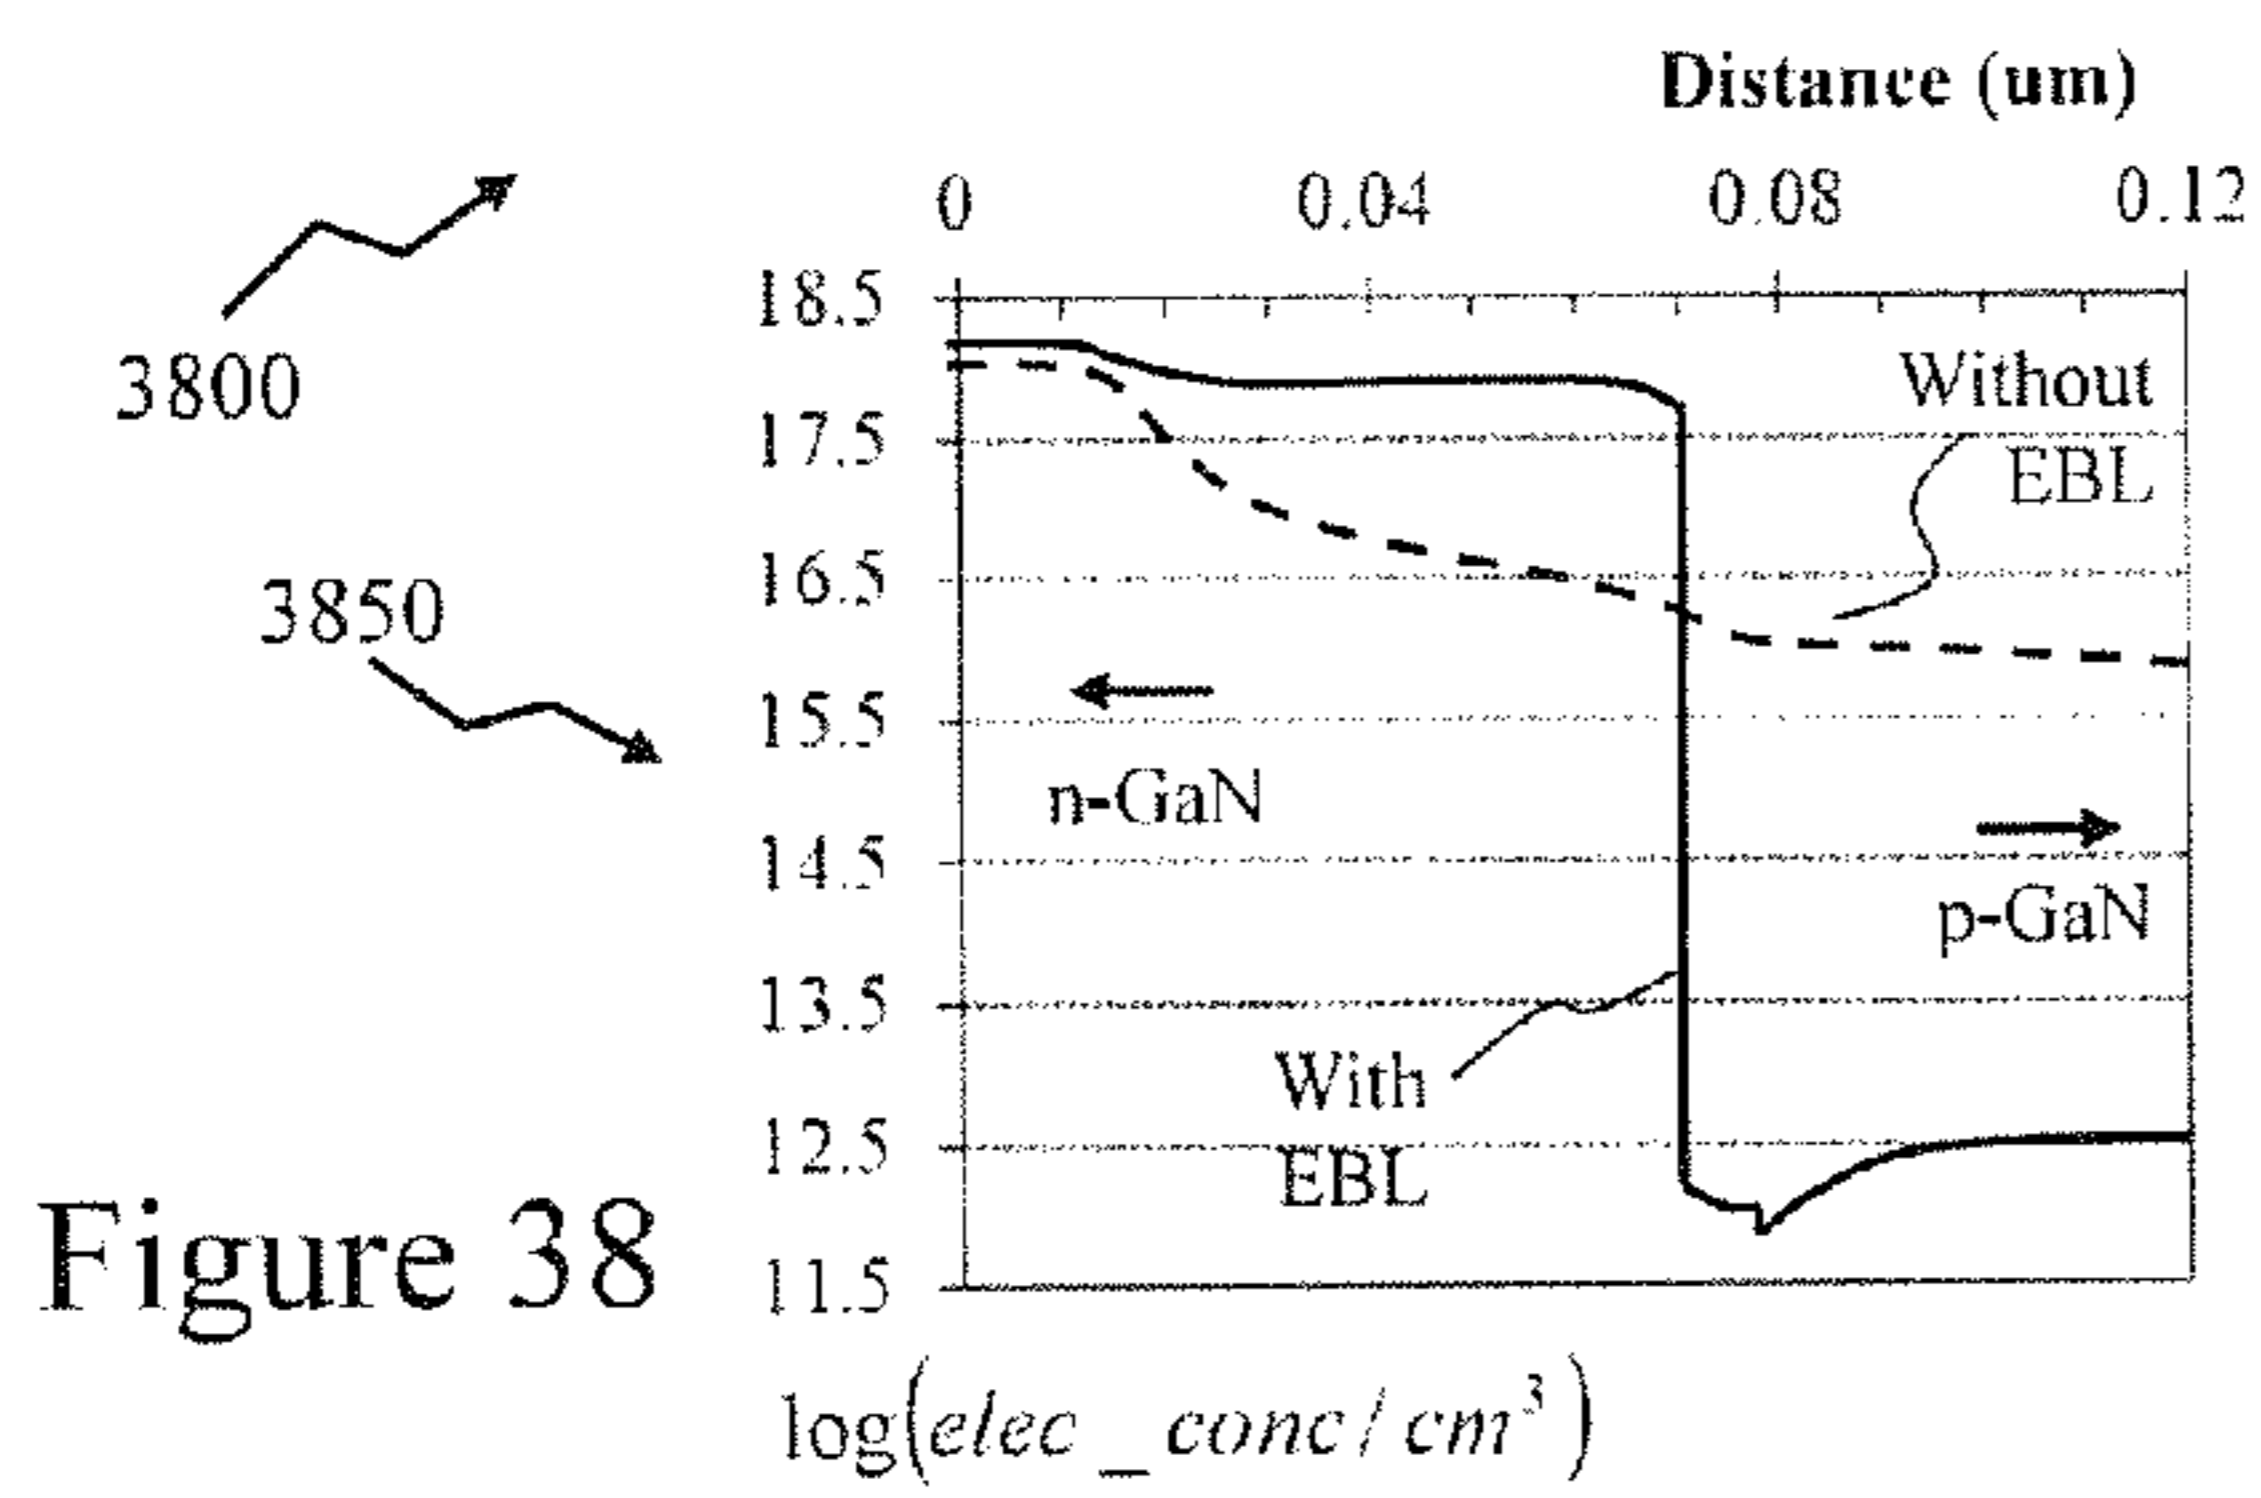 Distance (um)
0 0.04 0.08 0.12
18.5
3800
Without
EBL
17.5
16.5
3850
15.5
n-GaN
14.5
p-GaN
13.5
With
EBL
12.5
11.5
Figure 38
log(elec_conc/cm³)